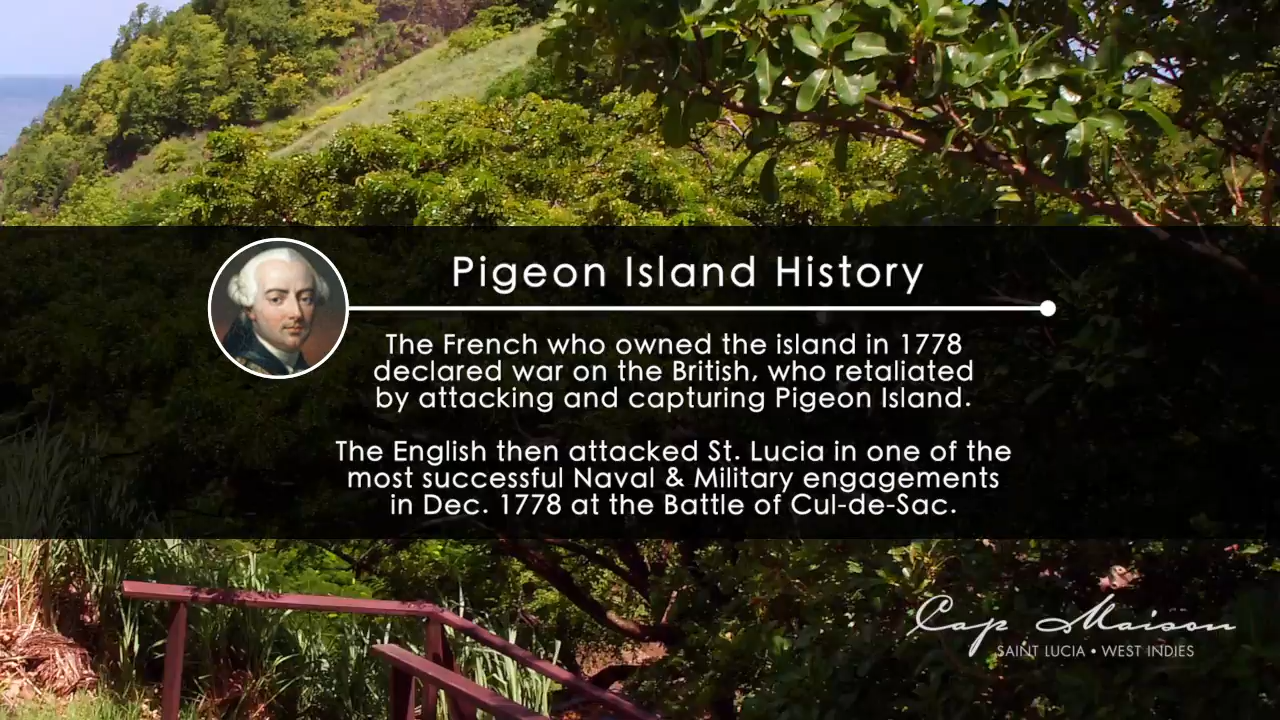 Pigeon Island History
The French who owned the island in 1778
declared war on the British, who retaliated
by attacking and capturing Pigeon Island.
The English then attacked St. Lucia in one of the
most successful Naval & Military engagements
in Dec. 1778 at the Battle of Cul-de-Sac.
Cap Maison
SAINT LUCIA • WEST INDIES